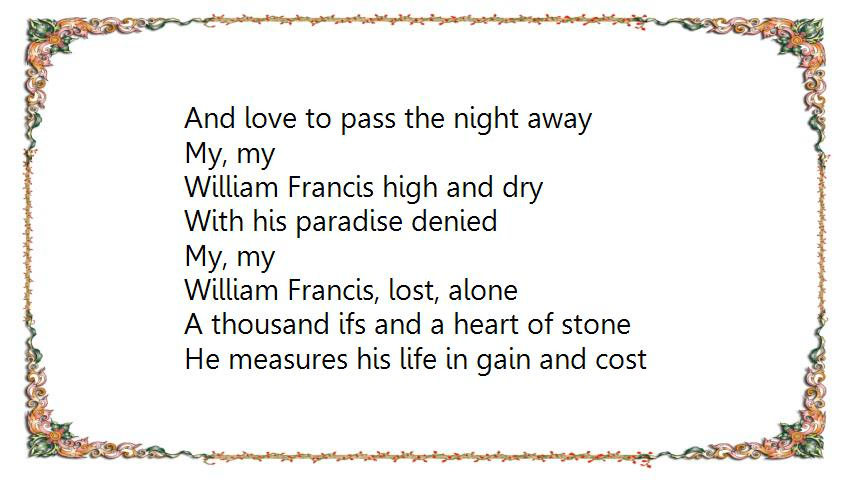 And love to pass the night away
My, my
William Francis high and dry
With his paradise denied
My, my
William Francis, lost, alone
A thousand ifs and a heart of stone
He measures his life in gain and cost